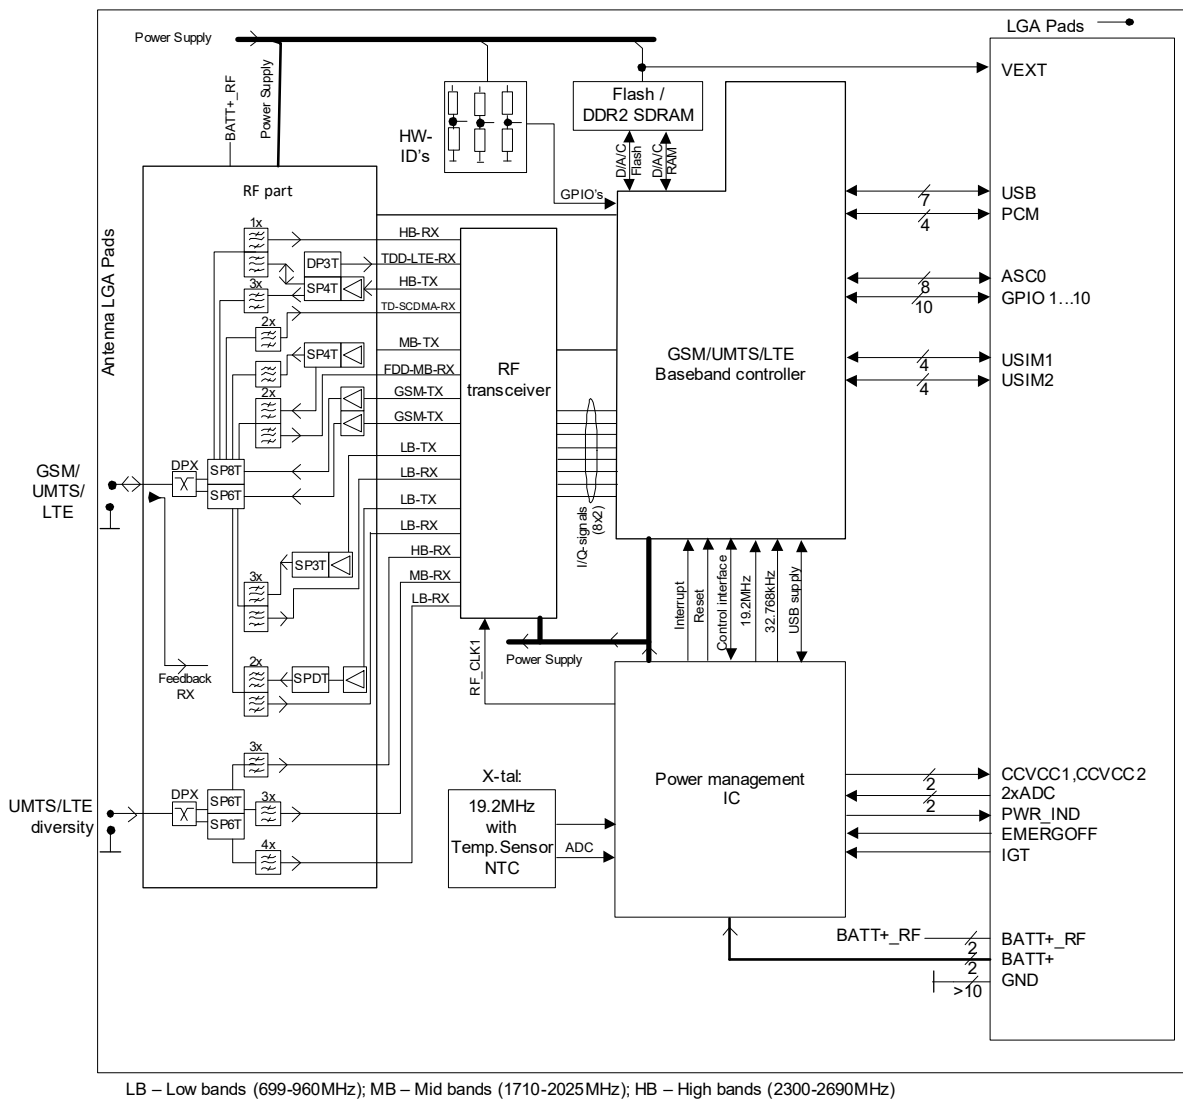 LGA Pads
Power Supply
VEXT
BATT+_RF
Power Supply
HW-
ID's
Flash /
DDR2 SDRAM
D/A/C
Flash
D/A/C
RAM
GPIO's
Antenna LGA Pads
RF part
1x
HB-RX
DP3T
TDD-LTE-RX
SP4T
HB-TX
3x
TD-SCDMA-RX
2x
SP4T
MB-TX
FDD-MB-RX
2x
GSM-TX
GSM-TX
LB-TX
DPX
SP8T
SP6T
LB-RX
LB-TX
LB-RX
SP3T
HB-RX
3x
MB-RX
LB-RX
Feedback
RX
2x
SPDT
GSM/
UMTS/
LTE
RF
transceiver
GSM/UMTS/LTE
Baseband controller
I/Q-signals
(8x2)
USB
7
PCM
4
ASC0
8
GPIO 1...10
10
USIM1
4
USIM2
4
Interrupt
Reset
Control interface
19.2MHz
32.768kHz
USB supply
Power Supply
RF_CLK1
3x
DPX
SP6T
SP6T
3x
4x
UMTS/LTE
diversity
X-tal:
19.2MHz
with
Temp.Sensor
NTC
ADC
Power management
IC
CCVCC1,CCVCC2
2
2xADC
2
PWR_IND
EMERGOFF
IGT
BATT+_RF
BATT+_RF
2
BATT+
2
GND
>10
LB – Low bands (699-960MHz); MB – Mid bands (1710-2025MHz); HB – High bands (2300-2690MHz)